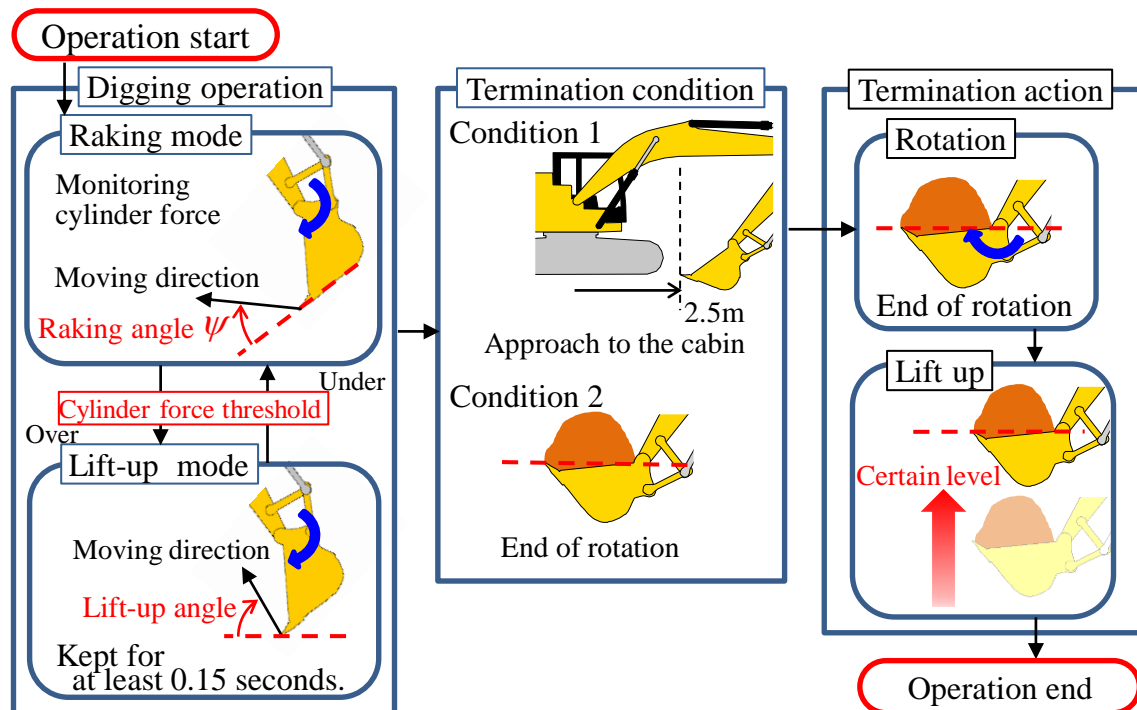 Operation start
Digging operation
Raking mode
Monitoring
cylinder force
Moving direction
Raking angle ψ
Under
Cylinder force threshold
Over
Lift-up mode
Moving direction
Lift-up angle
Kept for
at least 0.15 seconds.
Termination condition
Condition 1
2.5m
Approach to the cabin
Condition 2
End of rotation
Termination action
Rotation
End of rotation
Lift up
Certain level
Operation end